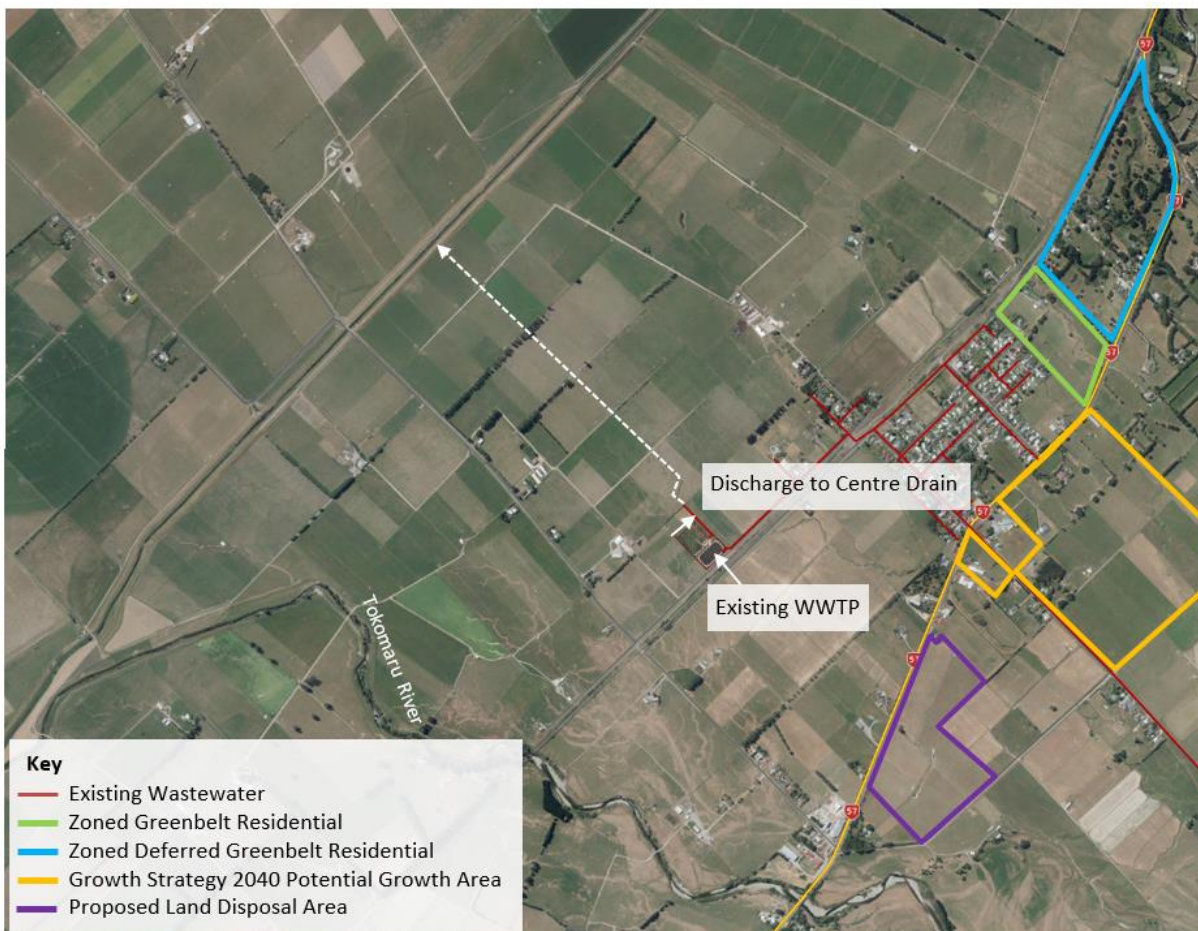 57
57
57
Discharge to Centre Drain
57
Existing WWTP
57
Tokomaru River
57
Key
Existing Wastewater
Zoned Greenbelt Residential
Zoned Deferred Greenbelt Residential
Growth Strategy 2040 Potential Growth Area
Proposed Land Disposal Area